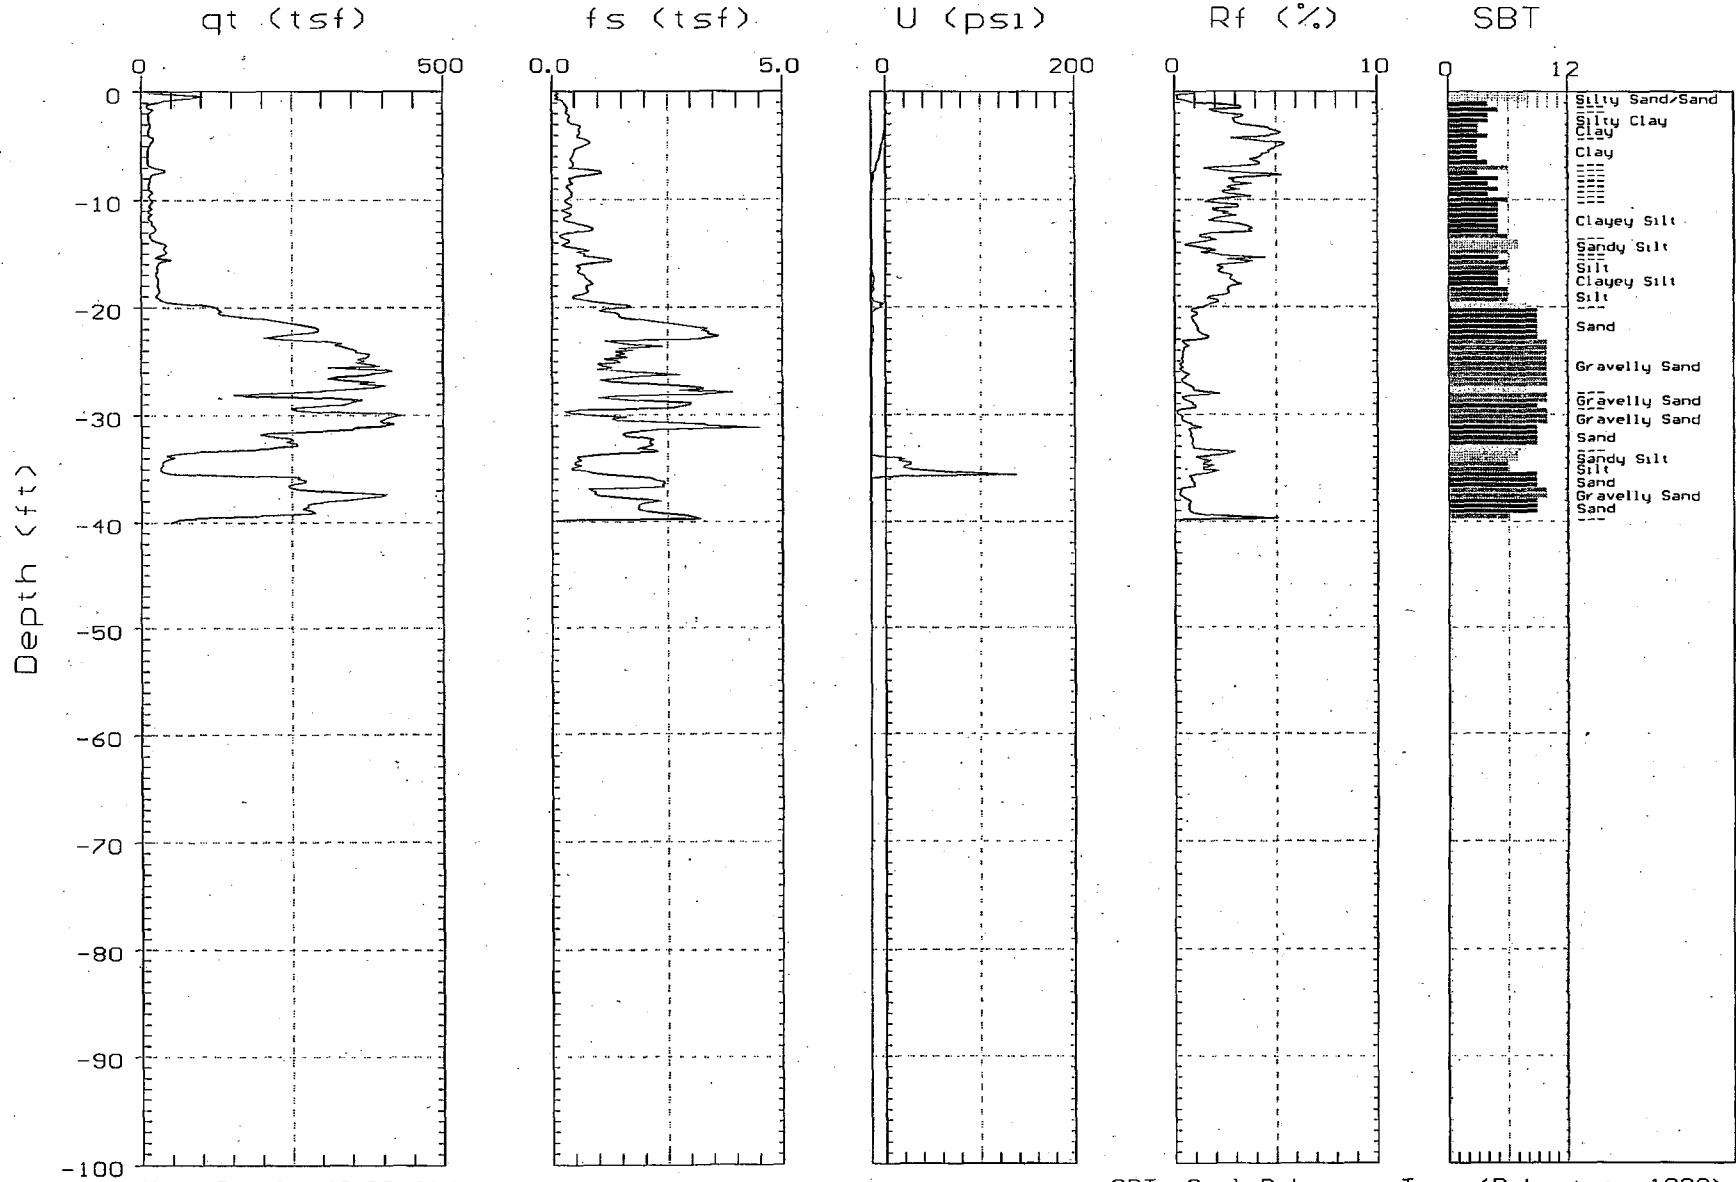 qt (tsf) fs (tsf) U (psi) Rf (%) SBT
0 500 0.0 5.0 0 200 0 10 0 12
Depth (ft)
0
-10
-20
-30
-40
-50
-60
-70
-80
-90
-100
Silty Sand/Sand
Silty Clay
Clay
Clay
Clayey Silt
Sandy Silt
Silt
Clayey Silt
Silt
Sand
Gravelly Sand
Gravelly Sand
Gravelly Sand
Sand
Sandy Silt
Silt
Sand
Gravelly Sand
Sand